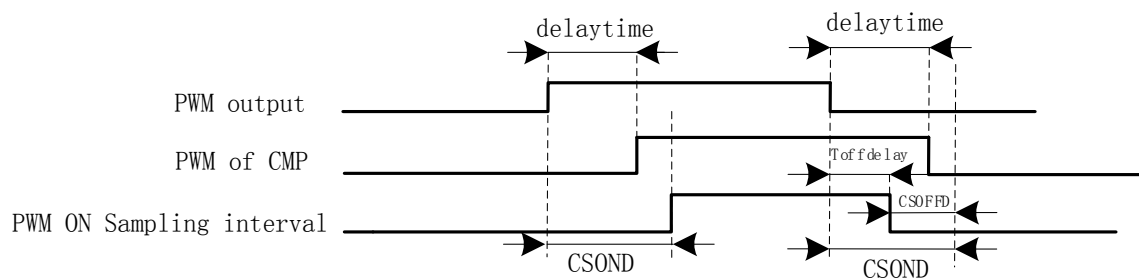 delaytime
delaytime
PWM output
PWM of CMP
Toffdelay
PWM ON Sampling interval
CSOFFD
CSOND
CSOND